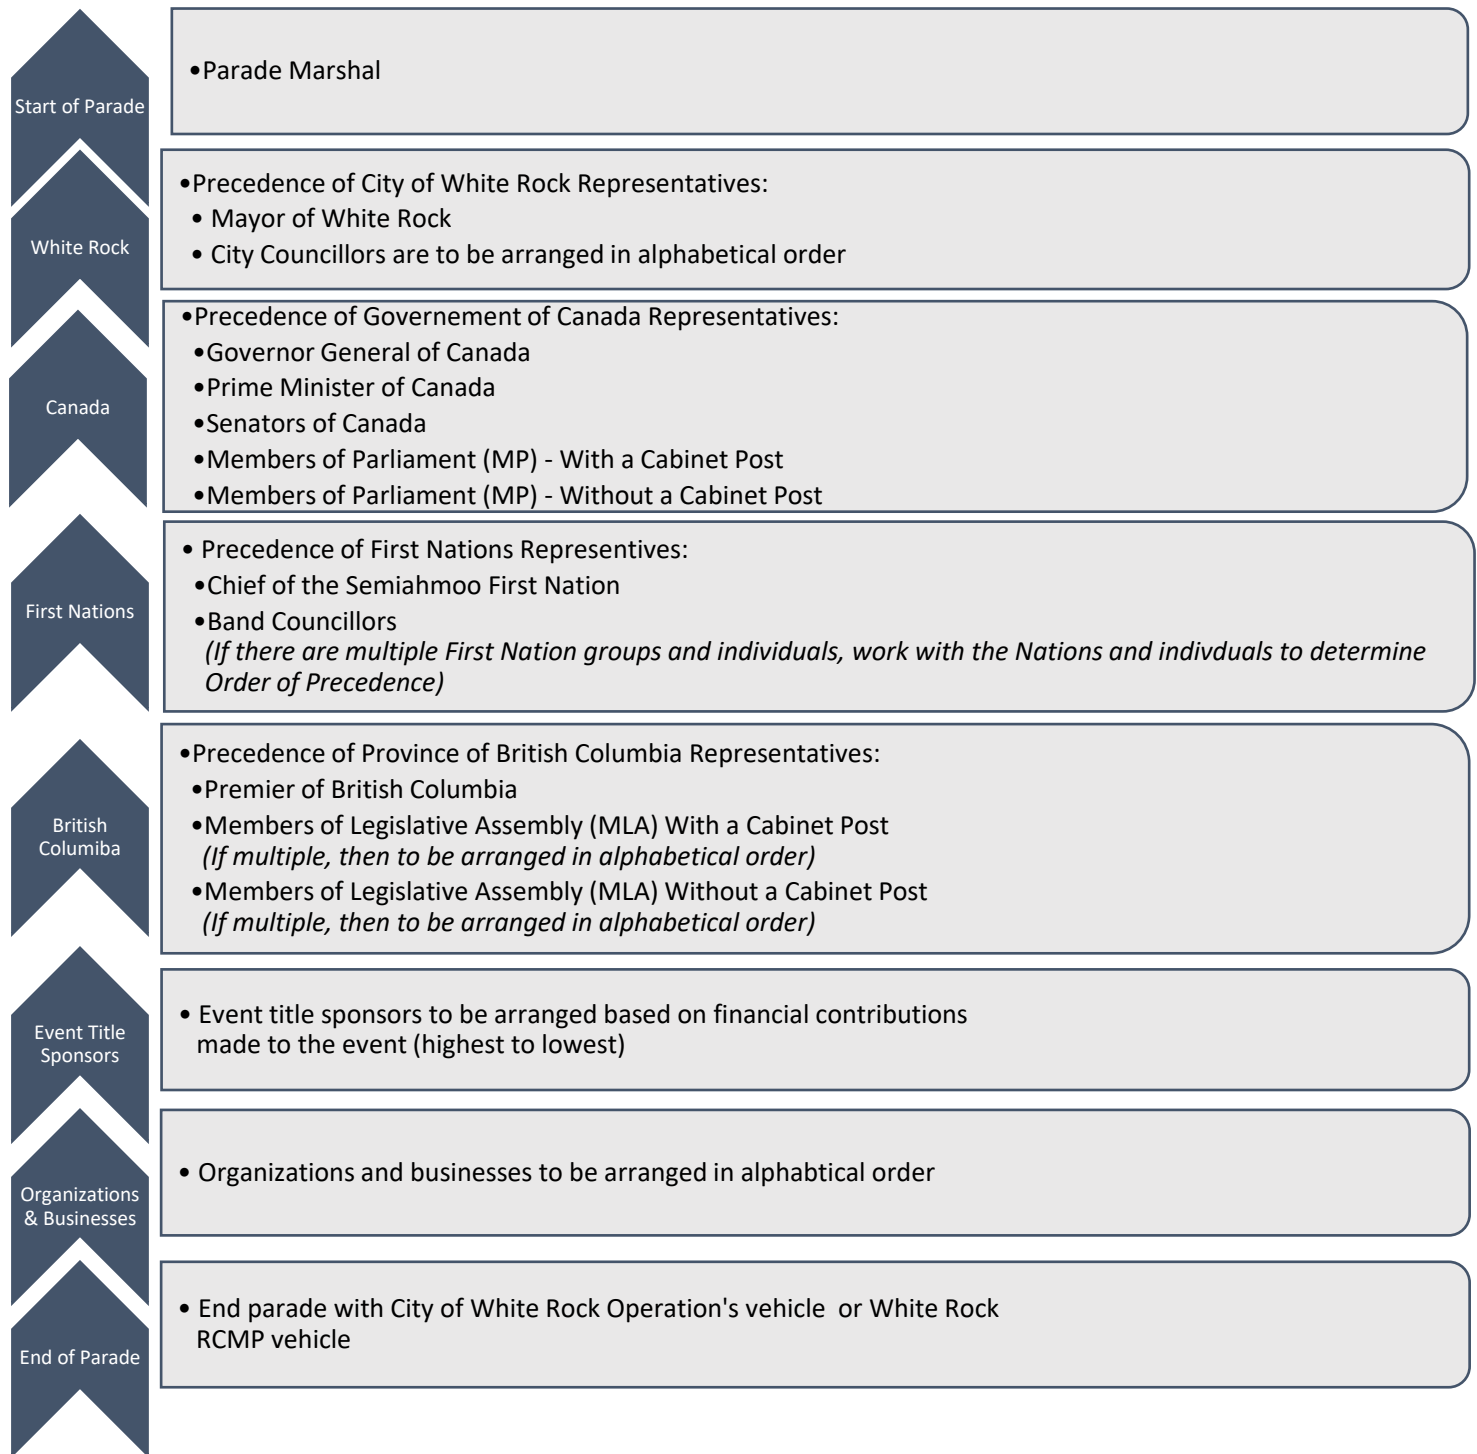 Start of Parade
•Parade Marshal
White Rock
•Precedence of City of White Rock Representatives:
• Mayor of White Rock
• City Councillors are to be arranged in alphabetical order
Canada
•Precedence of Governement of Canada Representatives:
•Governor General of Canada
•Prime Minister of Canada
•Senators of Canada
•Members of Parliament (MP) - With a Cabinet Post
•Members of Parliament (MP) - Without a Cabinet Post
First Nations
• Precedence of First Nations Representives:
•Chief of the Semiahmoo First Nation
•Band Councillors
(If there are multiple First Nation groups and individuals, work with the Nations and indivduals to determine
Order of Precedence)
British
Columiba
•Precedence of Province of British Columbia Representatives:
•Premier of British Columbia
•Members of Legislative Assembly (MLA) With a Cabinet Post
(If multiple, then to be arranged in alphabetical order)
•Members of Legislative Assembly (MLA) Without a Cabinet Post
(If multiple, then to be arranged in alphabetical order)
Event Title
Sponsors
• Event title sponsors to be arranged based on financial contributions
made to the event (highest to lowest)
Organizations
& Businesses
• Organizations and businesses to be arranged in alphabtical order
End of Parade
• End parade with City of White Rock Operation's vehicle or White Rock
RCMP vehicle